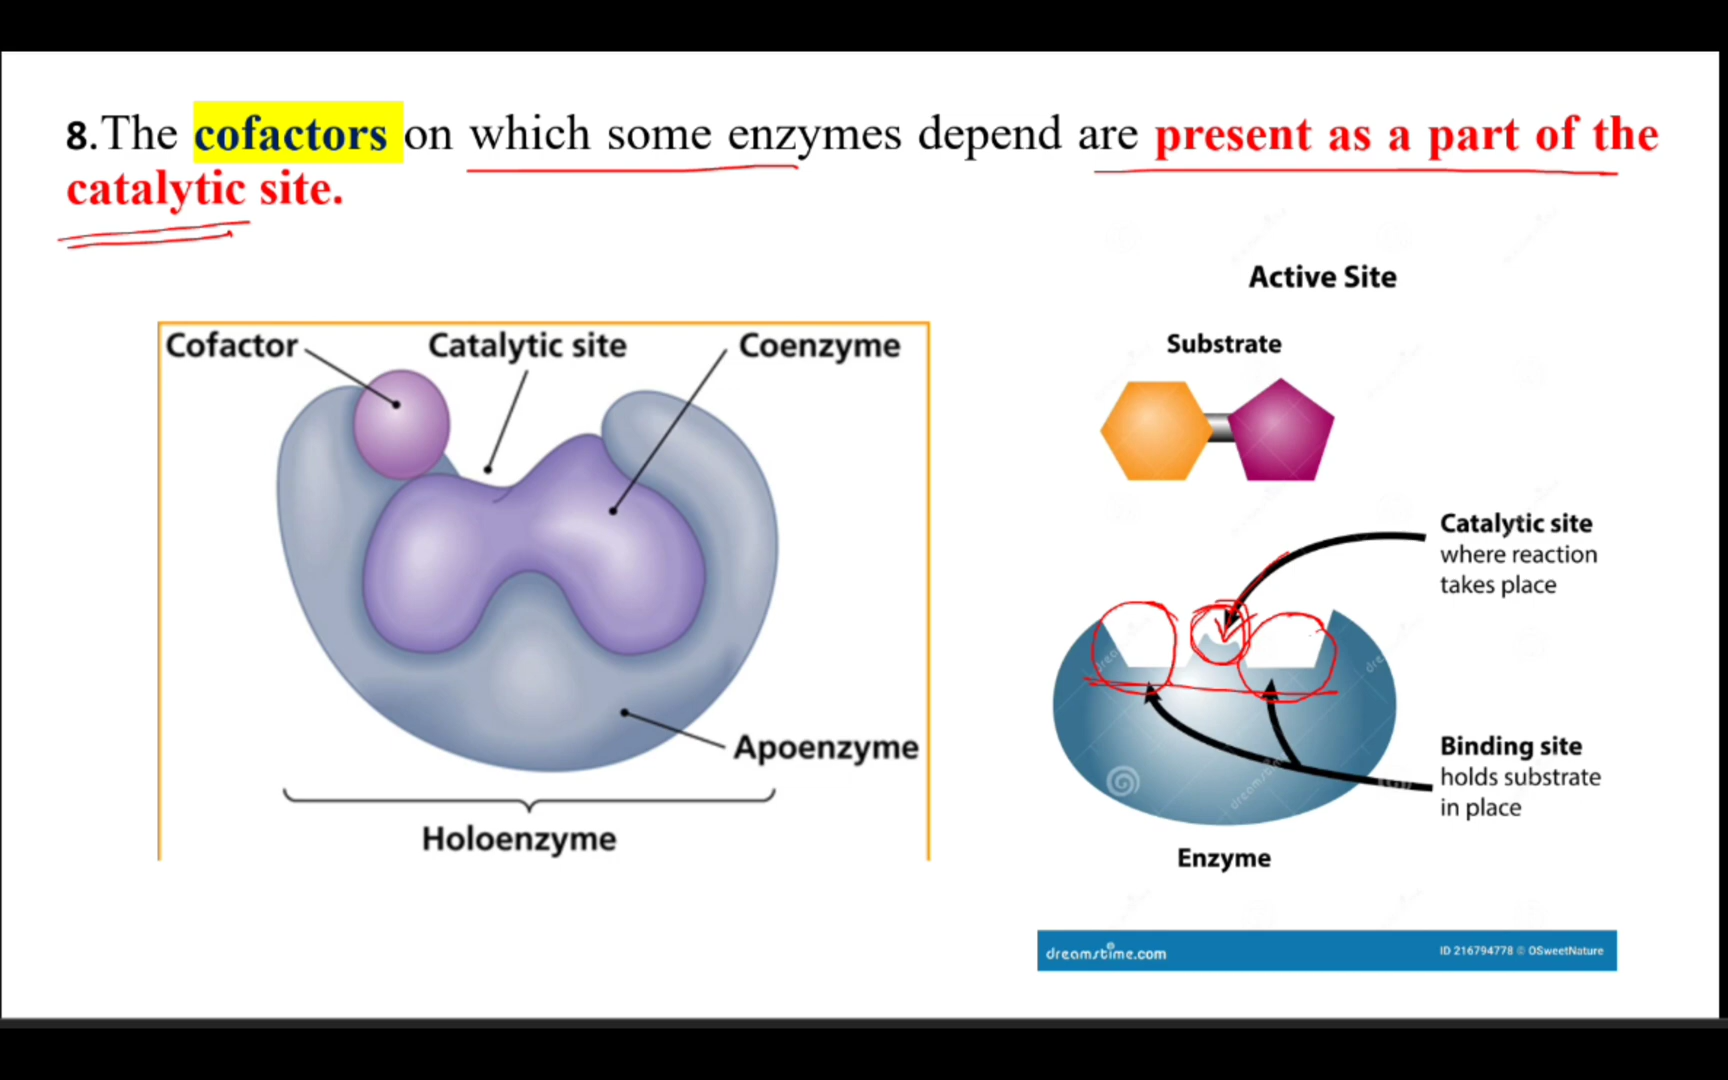 8.The cofactors on which some enzymes depend are present as a part of the
catalytic site.
Active Site
Cofactor
Catalytic site
Coenzyme
Substrate
Catalytic site
where reaction
takes place
Apoenzyme
Binding site
holds substrate
in place
Holoenzyme
Enzyme
dreamstime.com
ID 216794778 © OSweetNature